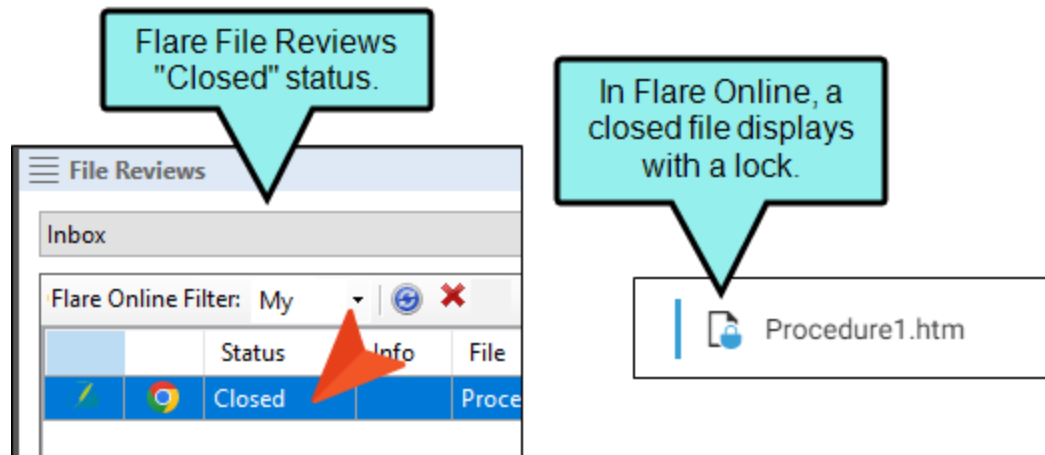 Flare File Reviews
"Closed" status.
In Flare Online, a
closed file displays
with a lock.
File Reviews
Inbox
Flare Online Filter: My
Status Info File
Closed Proce
Procedure1.htm